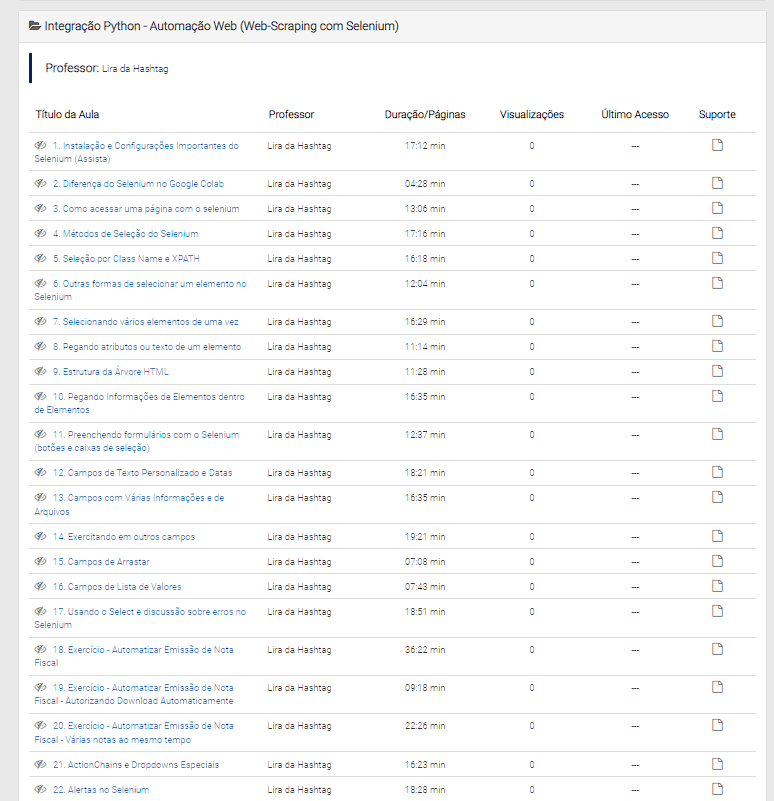 Integração Python - Automação Web (Web-Scraping com Selenium)
Professor: Lira da Hashtag
Título da Aula Professor Duração/Páginas Visualizações Último Acesso Suporte
1. Instalação e Configurações Importantes do Lira da Hashtag 17:12 min 0 ---
Selenium (Assista)
2. Diferença do Selenium no Google Colab Lira da Hashtag 04:28 min 0 ---
3. Como acessar uma página com o selenium Lira da Hashtag 13:06 min 0 ---
4. Métodos de Seleção do Selenium Lira da Hashtag 17:16 min 0 ---
5. Seleção por Class Name e XPATH Lira da Hashtag 16:18 min 0 ---
6. Outras formas de selecionar um elemento no Lira da Hashtag 12:04 min 0 ---
Selenium
7. Selecionando vários elementos de uma vez Lira da Hashtag 16:29 min 0 ---
8. Pegando atributos ou texto de um elemento Lira da Hashtag 11:14 min 0 ---
9. Estrutura da Árvore HTML Lira da Hashtag 11:28 min 0 ---
10. Pegando Informações de Elementos dentro Lira da Hashtag 16:35 min 0 ---
de Elementos
11. Preenchendo formulários com o Selenium Lira da Hashtag 12:37 min 0 ---
(botões e caixas de seleção)
12. Campos de Texto Personalizado e Datas Lira da Hashtag 18:21 min 0 ---
13. Campos com Várias Informações e de Lira da Hashtag 16:35 min 0 ---
Arquivos
14. Exercitando em outros campos Lira da Hashtag 19:21 min 0 ---
15. Campos de Arrastar Lira da Hashtag 07:08 min 0 ---
16. Campos de Lista de Valores Lira da Hashtag 07:43 min 0 ---
17. Usando o Select e discussão sobre erros no Lira da Hashtag 18:51 min 0 ---
Selenium
18. Exercício - Automatizar Emissão de Nota Lira da Hashtag 36:22 min 0 ---
Fiscal
19. Exercício - Automatizar Emissão de Nota Lira da Hashtag 09:18 min 0 ---
Fiscal - Autorizando Download Automaticamente
20. Exercício - Automatizar Emissão de Nota Lira da Hashtag 22:26 min 0 ---
Fiscal - Várias notas ao mesmo tempo
21. ActionChains e Dropdowns Especiais Lira da Hashtag 16:23 min 0 ---
22. Alertas no Selenium Lira da Hashtag 18:28 min 0 ---